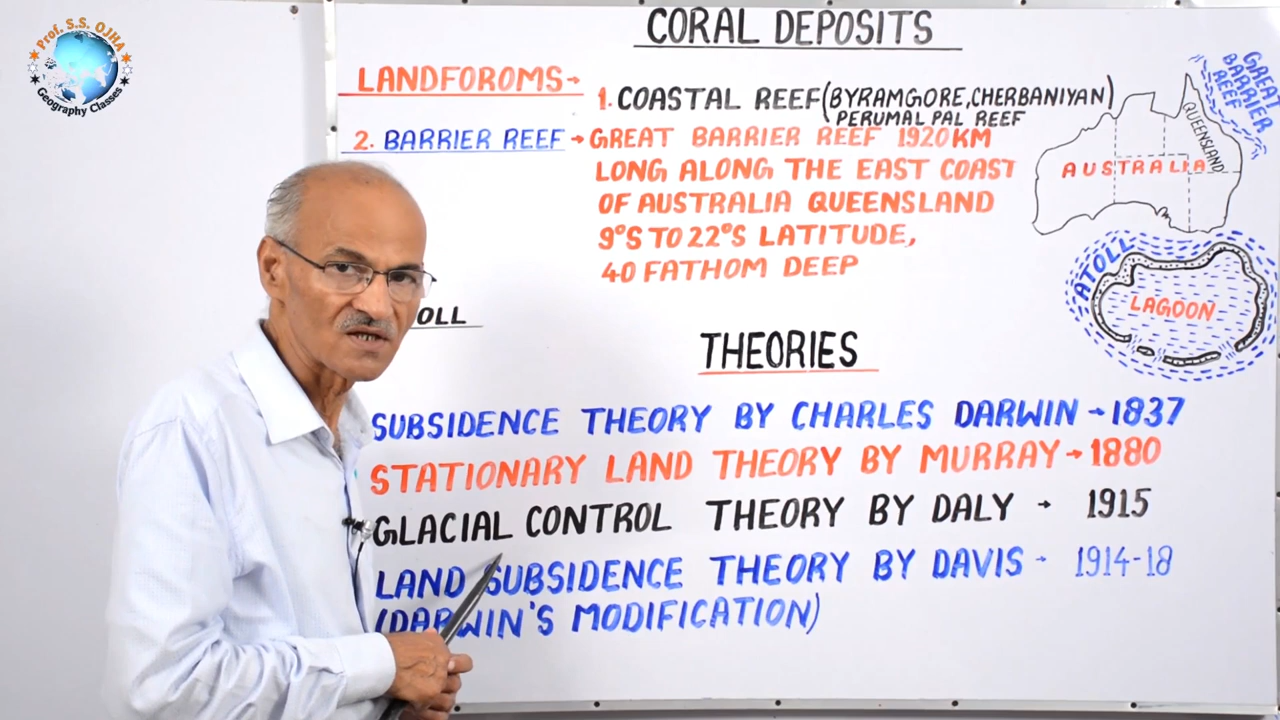 Prof. S.S. OJHA
Geography Classes
CORAL DEPOSITS
LANDFOROMS→
1. COASTAL REEF (BYRAMGORE, CHERBANIYAN)
PERUMAL PAL REEF
2. BARRIER REEF → GREAT BARRIER REEF 1920 KM
LONG ALONG THE EAST COAST
OF AUSTRALIA QUEENSLAND
9°S TO 22°S LATITUDE,
40 FATHOM DEEP
OLL
GREAT
BARRIER
REEF
QUEENSLAND
AUSTRALIA
ATOLL
LAGOON
THEORIES
SUBSIDENCE THEORY BY CHARLES DARWIN → 1837
STATIONARY LAND THEORY BY MURRAY → 1880
GLACIAL CONTROL THEORY BY DALY → 1915
LAND SUBSIDENCE THEORY BY DAVIS - 1914-18
(DARWIN'S MODIFICATION)